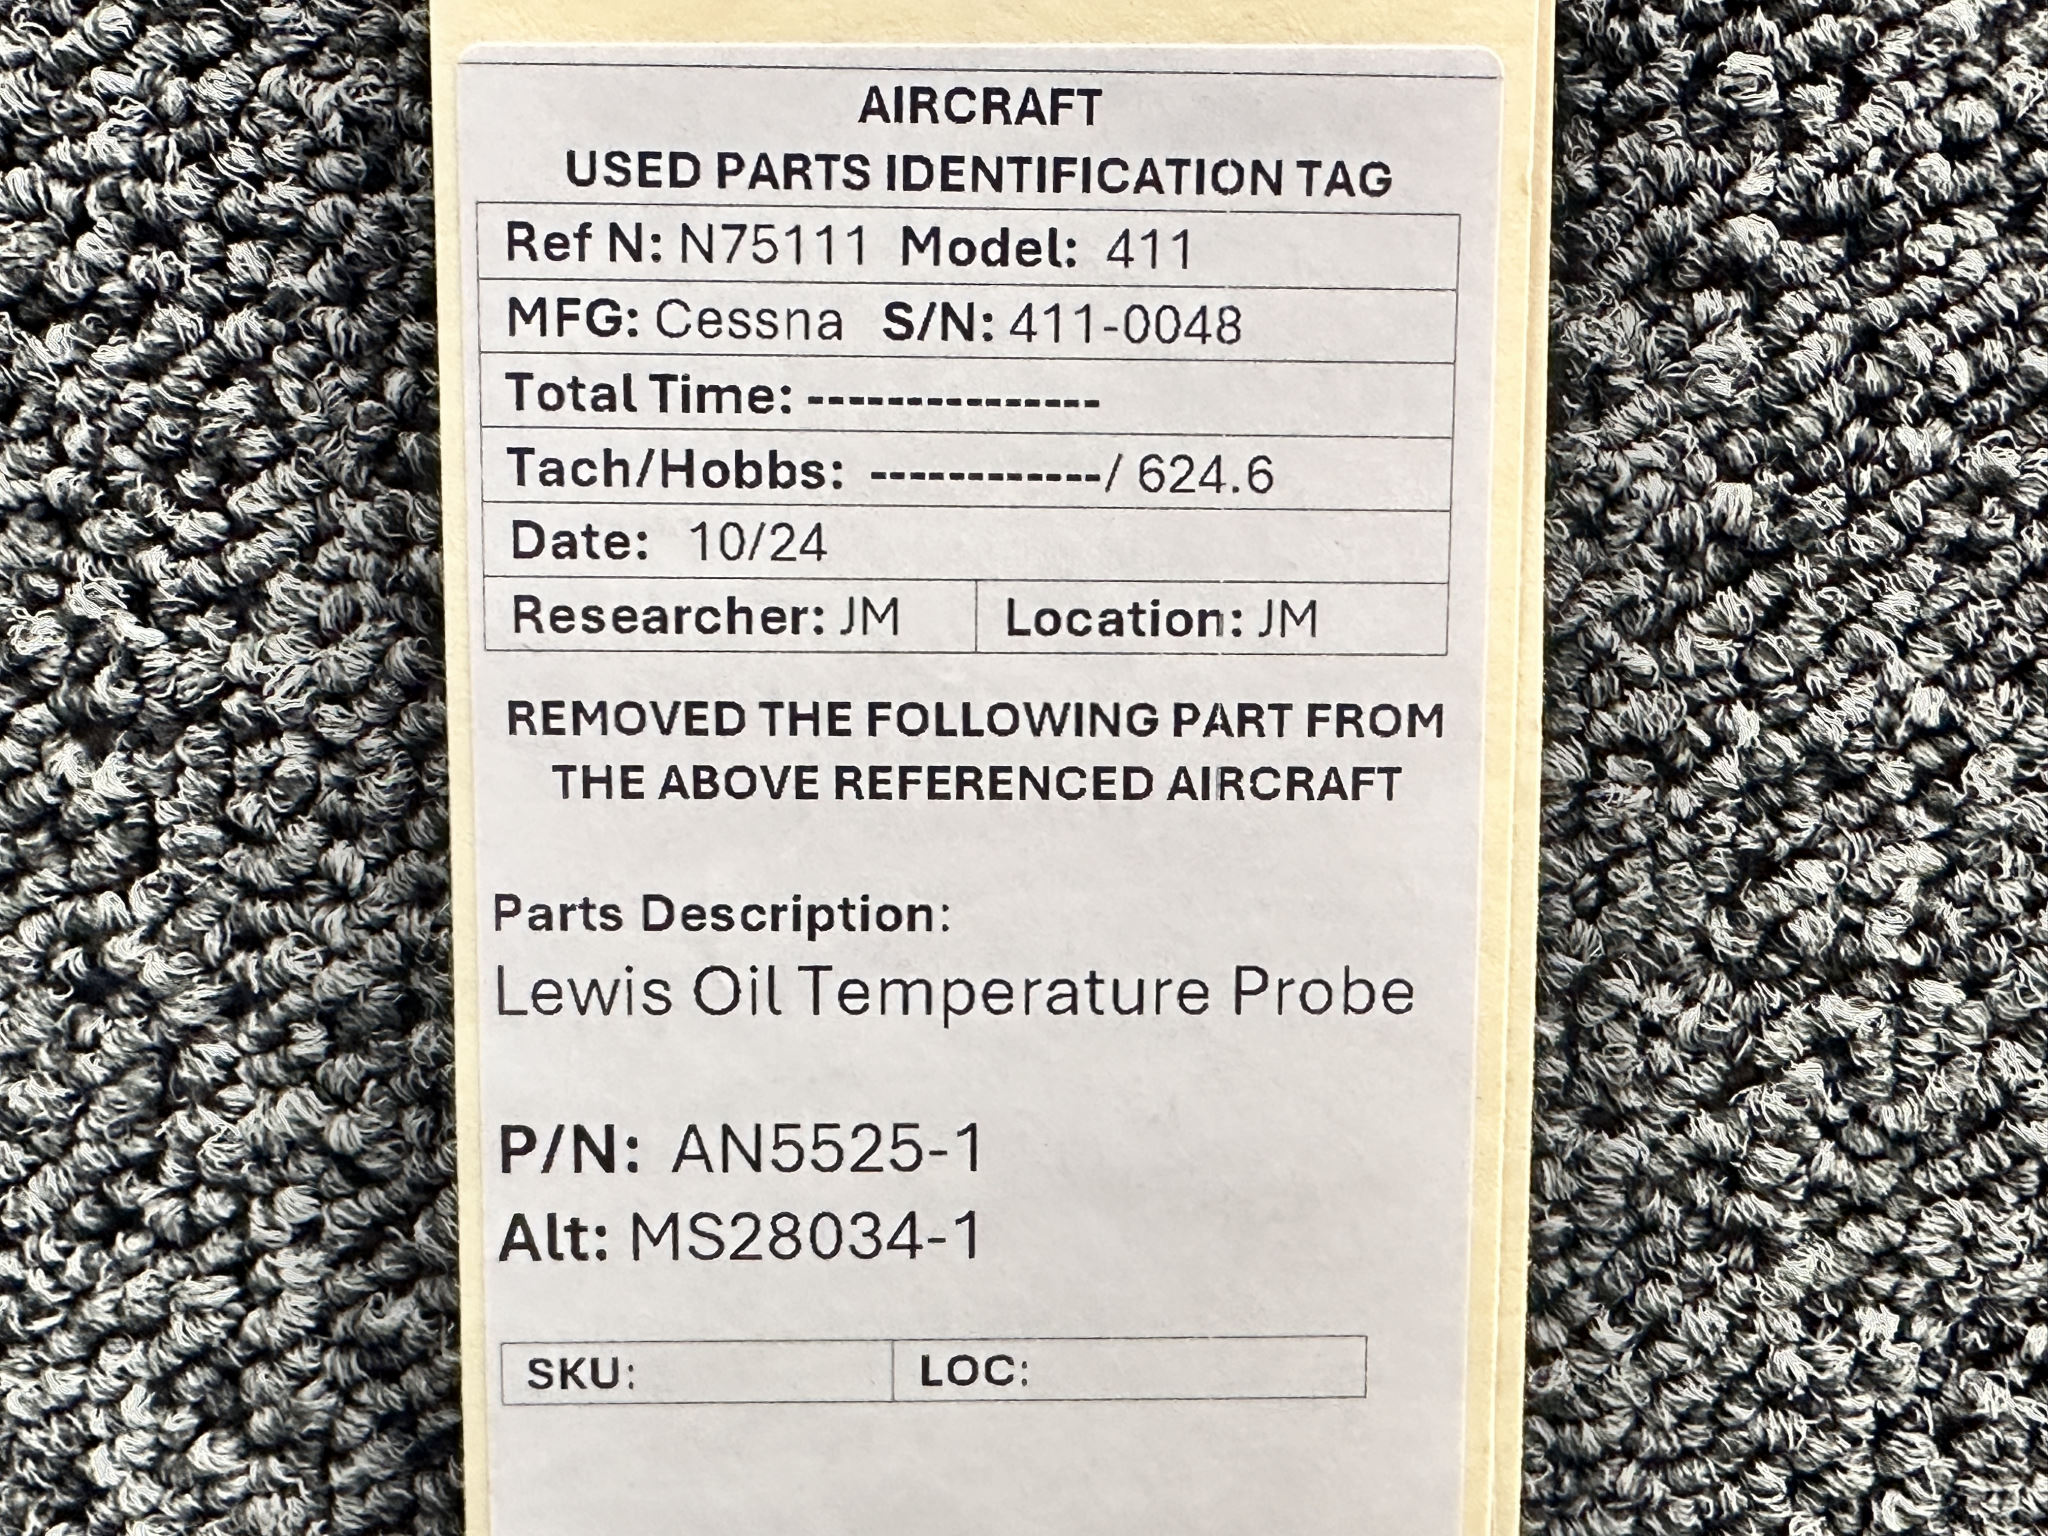 AIRCRAFT
USED PARTS IDENTIFICATION TAG
Ref N: N75111 Model: 411
MFG: Cessna S/N: 411-0048
Total Time: ---------------
Tach/Hobbs: ------------/ 624.6
Date: 10/24
Researcher: JM Location: JM
REMOVED THE FOLLOWING PART FROM
THE ABOVE REFERENCED AIRCRAFT
Parts Description:
Lewis Oil Temperature Probe
P/N: AN5525-1
Alt: MS28034-1
SKU: LOC: